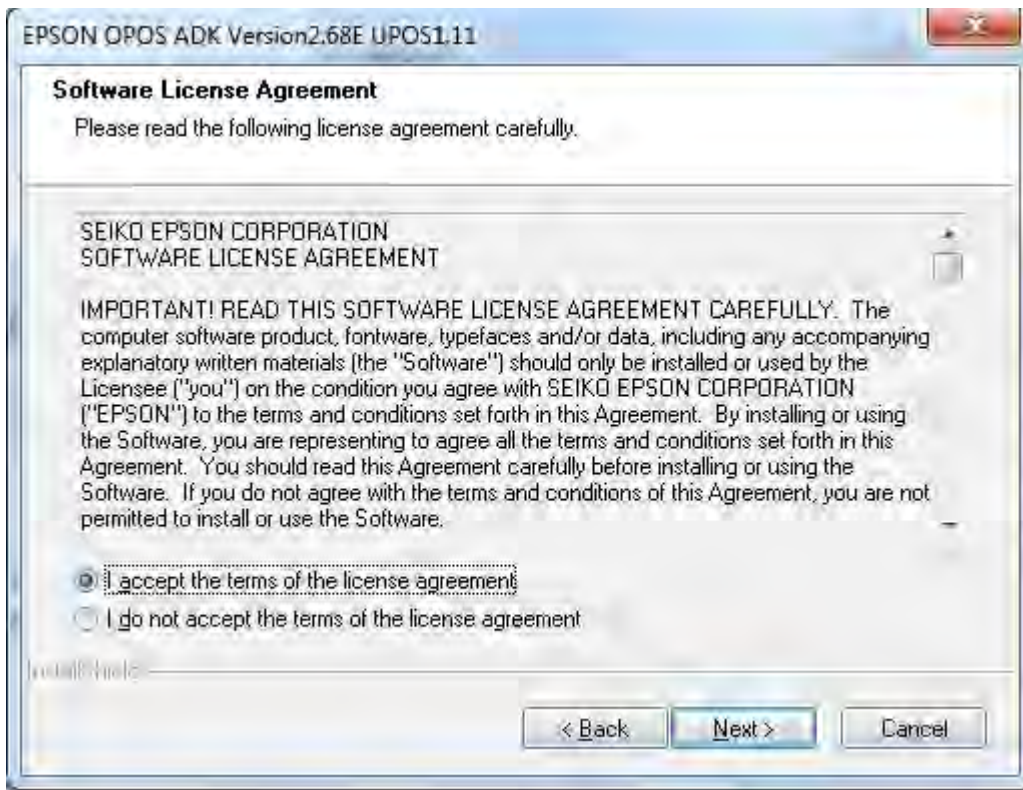 EPSON OPOS ADK Version2.68E UPOS1.11
Software License Agreement
Please read the following license agreement carefully.
SEIKO EPSON CORPORATION
SOFTWARE LICENSE AGREEMENT
IMPORTANT! READ THIS SOFTWARE LICENSE AGREEMENT CAREFULLY. The
computer software product, fontware, typefaces and/or data, including any accompanying
explanatory written materials (the "Software") should only be installed or used by the
Licensee ("you") on the condition you agree with SEIKO EPSON CORPORATION
("EPSON") to the terms and conditions set forth in this Agreement. By installing or using
the Software, you are representing to agree all the terms and conditions set forth in this
Agreement. You should read this Agreement carefully before installing or using the
Software. If you do not agree with the terms and conditions of this Agreement, you are not
permitted to install or use the Software.
I accept the terms of the license agreement
I do not accept the terms of the license agreement
InstallShield
< Back Next > Cancel